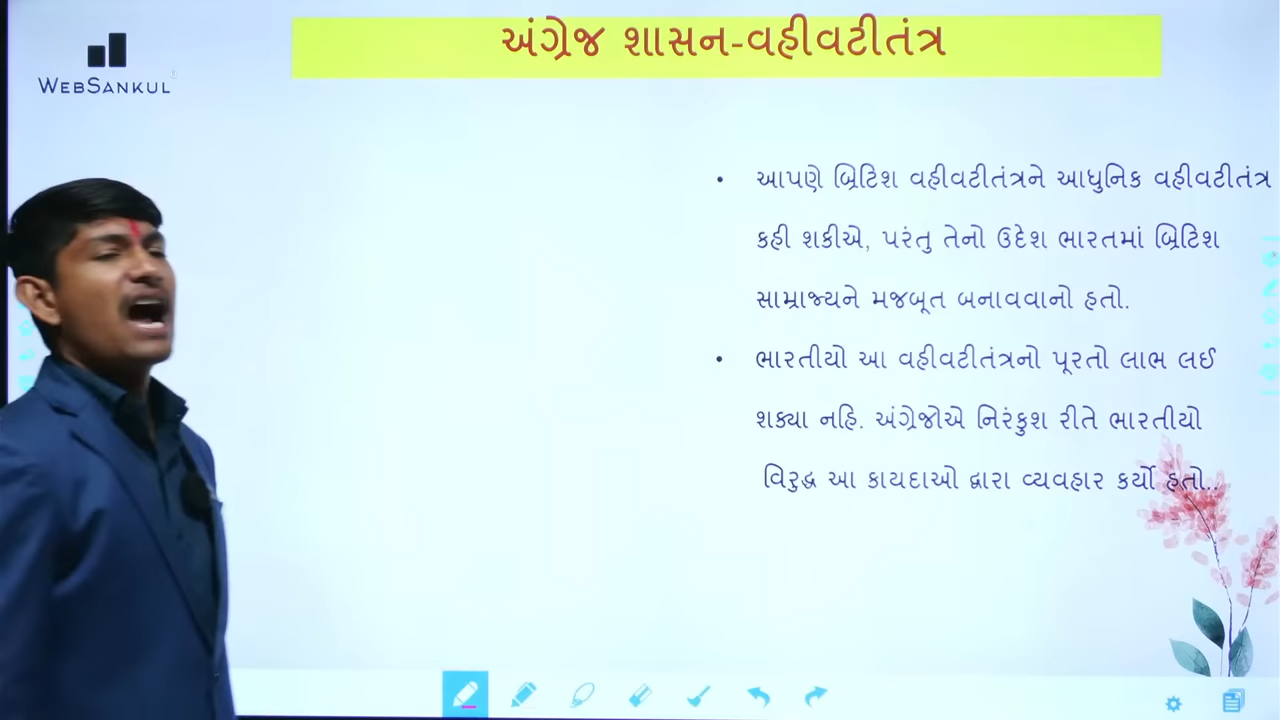 WEBSANKUL
અંગ્રેજ શાસન-વહીવટીતંત્ર
• આપણે બ્રિટિશ વહીવટીતંત્રને આધુનિક વહીવટીતંત્ર
કહી શકીએ, પરંતુ તેનો ઉદેશ ભારતમાં બ્રિટિશ
સામ્રાજ્યને મજબૂત બનાવવાનો હતો.
• ભારતીયો આ વહીવટીતંત્રનો પૂરતો લાભ લઈ
શક્યા નહિ. અંગ્રેજોએ નિરંકુશ રીતે ભારતીયો
વિરુદ્ધ આ કાયદાઓ દ્વારા વ્યવહાર કર્યો હતો..